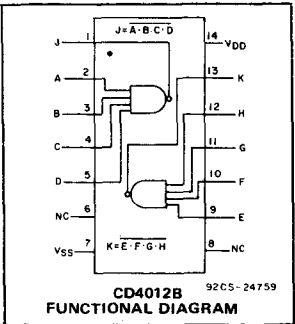 J=A·B·C·D
J 1
14 VDD
A 2
13 K
B 3
12 H
C 4
11 G
D 5
10 F
NC 6
9 E
VSS 7
K=E·F·G·H
8 NC
CD4012B
92CS-24759
FUNCTIONAL DIAGRAM